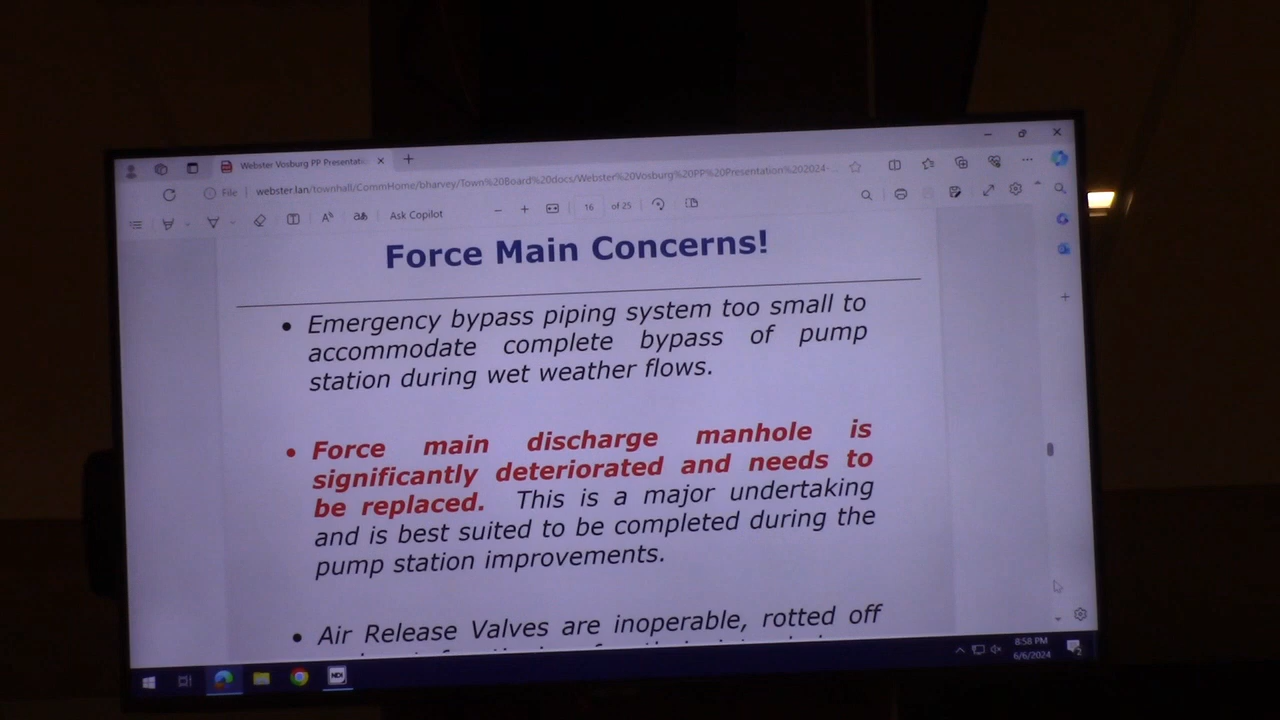 Webster Vosburg PP Presentati
File
webster.lan/townhall/CommHome/bharvey/Town%20Board%20docs/Webster%20Vosburg%20PP%20Presentation%202024-...
Ask Copilot
16 of 25
Force Main Concerns!
• Emergency bypass piping system too small to
accommodate complete bypass of pump
station during wet weather flows.
• Force main discharge manhole is
significantly deteriorated and needs to
be replaced. This is a major undertaking
and is best suited to be completed during the
pump station improvements.
• Air Release Valves are inoperable, rotted off
8:58 PM
6/6/2024
NDI